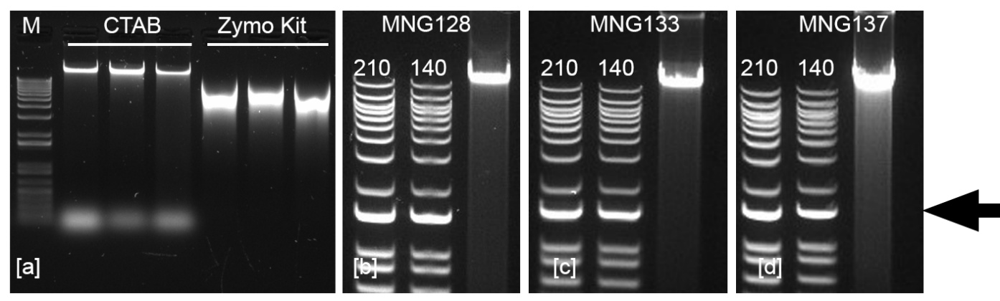 M CTAB Zymo Kit
[a]
MNG128
210 140
[b]
MNG133
210 140
[c]
MNG137
210 140
[d]